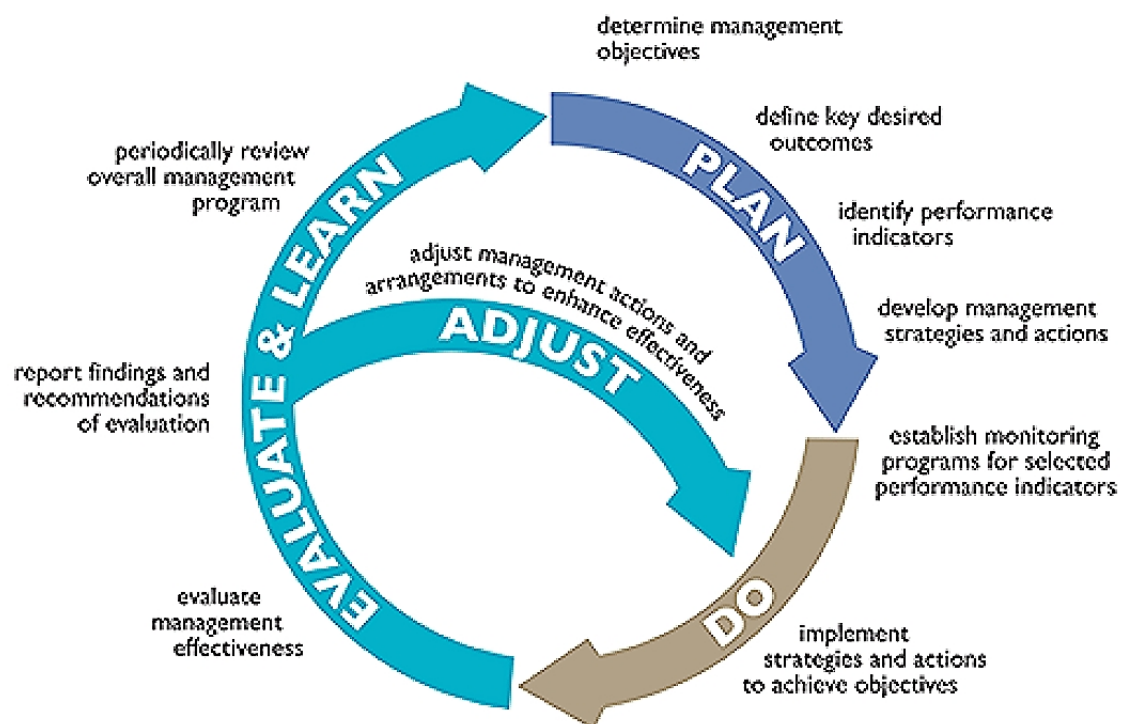 determine management
objectives
define key desired
outcomes
PLAN
identify performance
indicators
develop management
strategies and actions
establish monitoring
programs for selected
performance indicators
DO
implement
strategies and actions
to achieve objectives
evaluate
management
effectiveness
EVALUATE & LEARN
report findings and
recommendations
of evaluation
periodically review
overall management
program
adjust management actions and
arrangements to enhance effectiveness
ADJUST